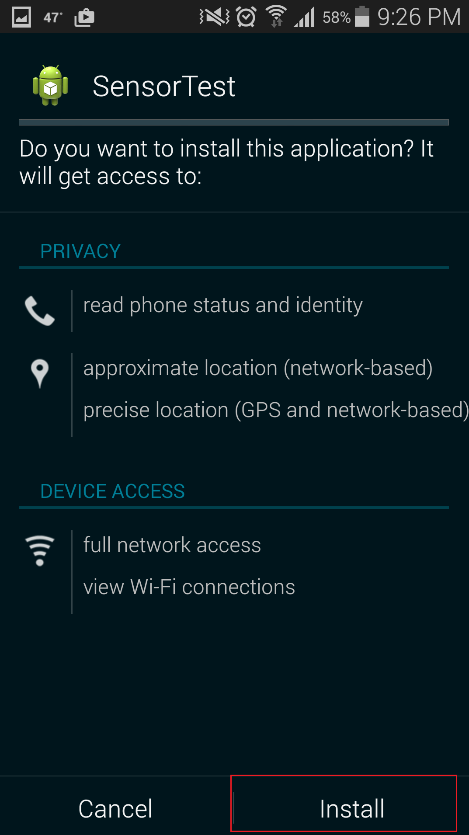 47° 58% 9:26 PM
SensorTest
Do you want to install this application? It
will get access to:
PRIVACY
read phone status and identity
approximate location (network-based)
precise location (GPS and network-based)
DEVICE ACCESS
full network access
view Wi-Fi connections
Cancel Install